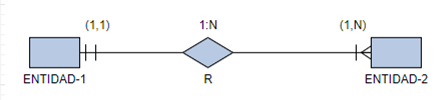 (1,1) 1:N (1,N)
ENTIDAD-1 R ENTIDAD-2